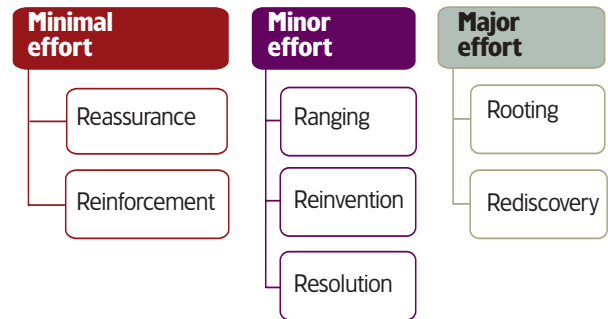 Minimal
effort
Reassurance
Reinforcement
Minor
effort
Ranging
Reinvention
Resolution
Major
effort
Rooting
Rediscovery